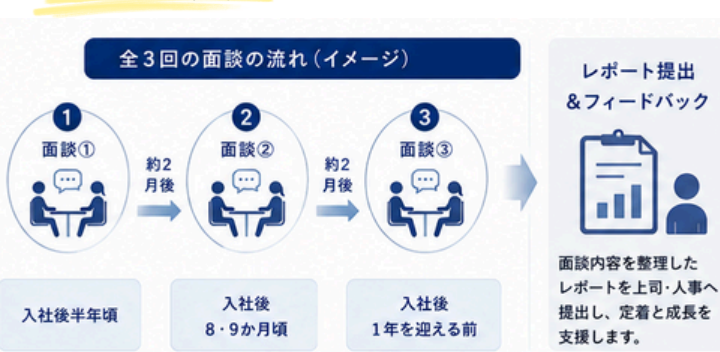 全3回の面談の流れ（イメージ）
1
面談①
約2
月後
2
面談②
約2
月後
3
面談③
入社後半年頃
入社後
8・9か月頃
入社後
1年を迎える前
レポート提出
＆フィードバック
面談内容を整理した
レポートを上司・人事へ
提出し、定着と成長を
支援します。